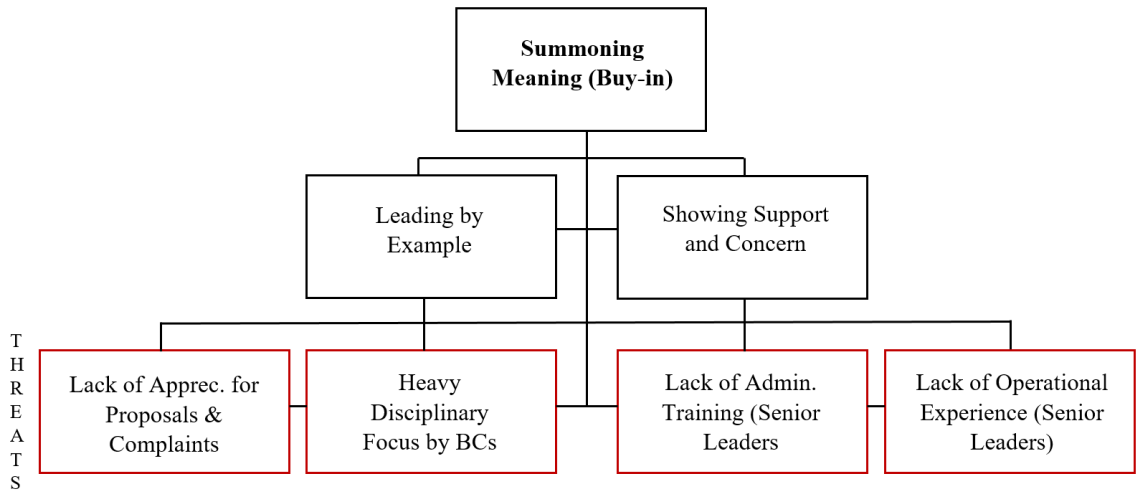 Summoning
Meaning (Buy-in)
Leading by
Example
Showing Support
and Concern
THREATS
Lack of Apprec. for
Proposals &
Complaints
Heavy
Disciplinary
Focus by BCs
Lack of Admin.
Training (Senior
Leaders
Lack of Operational
Experience (Senior
Leaders)